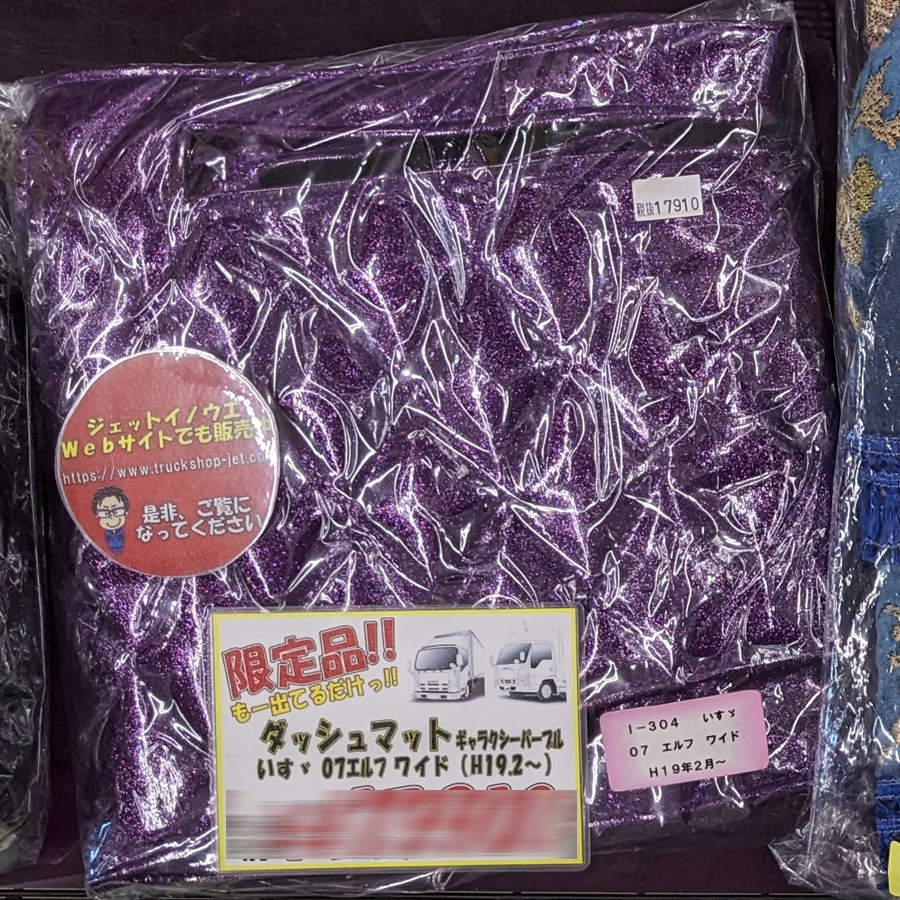 税抜17910
ジェットイノウエ
Webサイトでも販売中
https://www.truckshop-jet.co
是非、ご覧に
なってください
限定品!!
も一出てるだけっ!!
ダッシュマット ギャラクシーパープル
いすゞ 07エルフ ワイド (H19.2~)
I-304 いすゞ
07 エルフ ワイド
H19年2月~